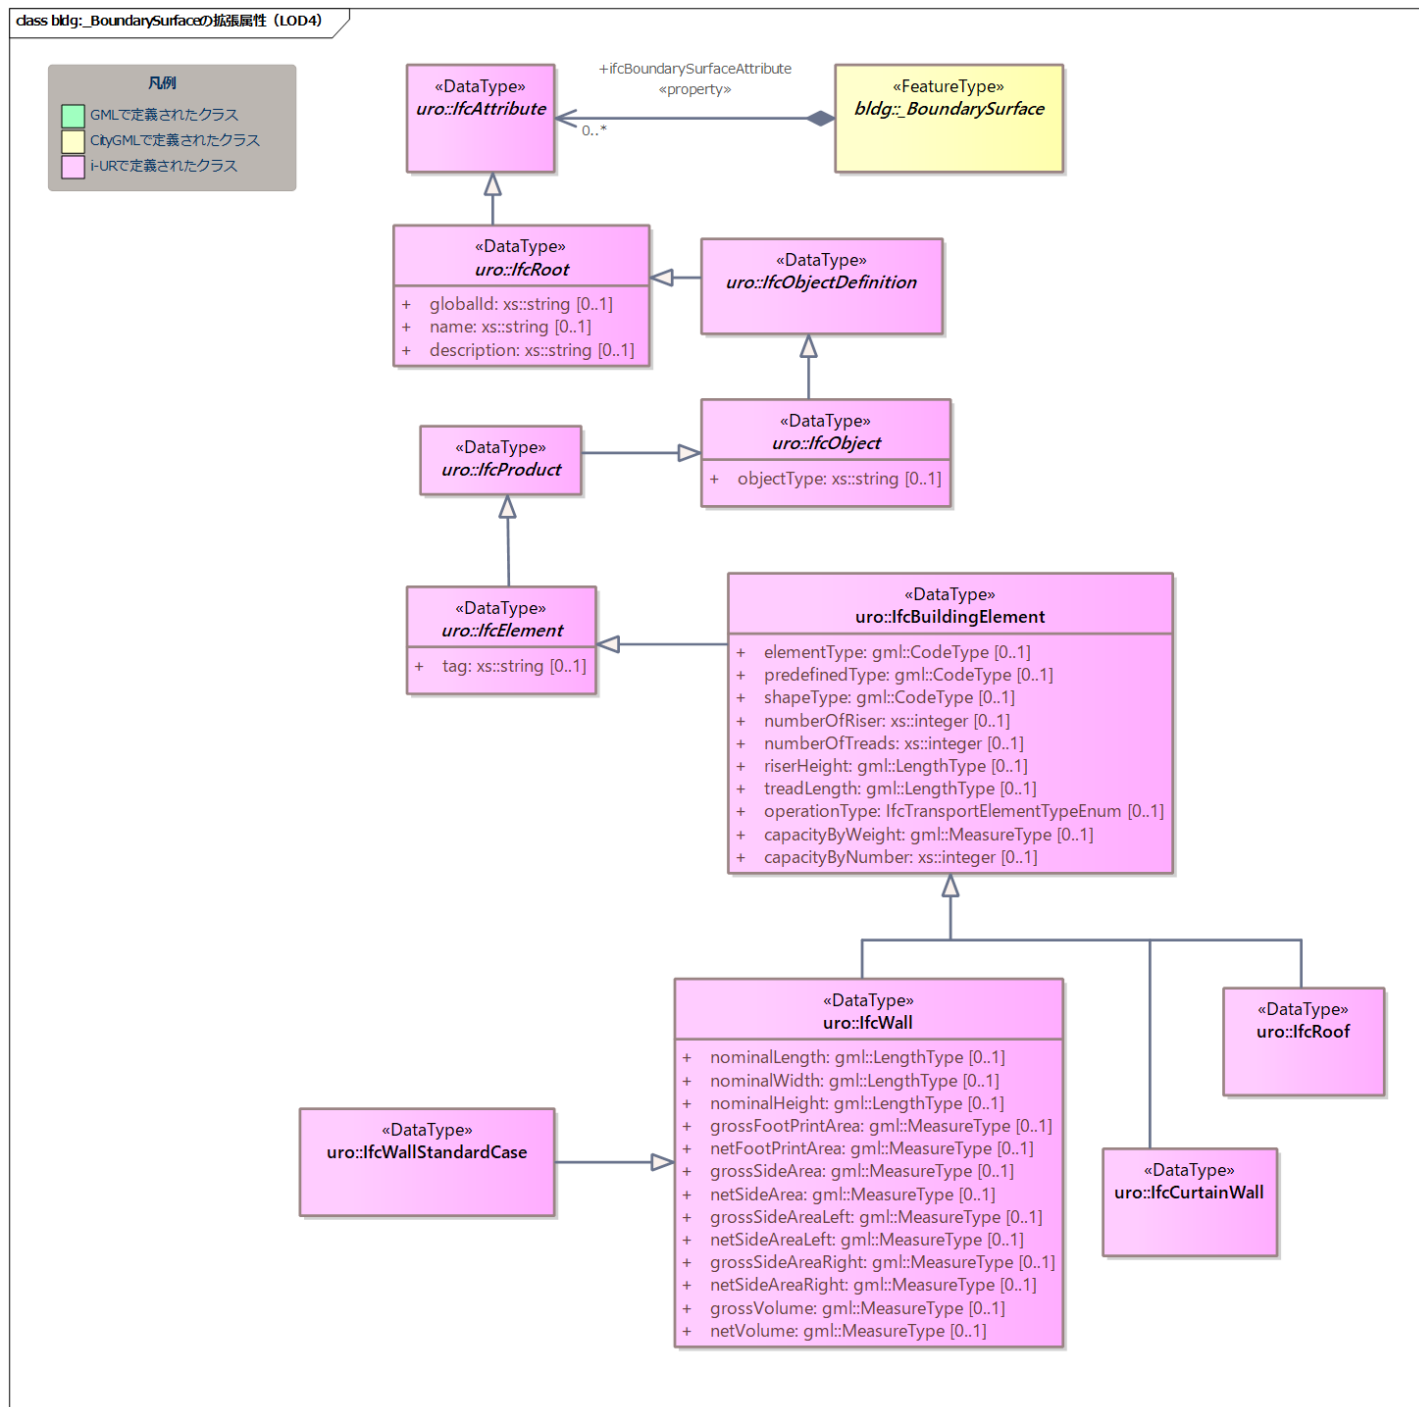 class bldg:_BoundarySurfaceの拡張属性（LOD4）
凡例
GMLで定義されたクラス
CityGMLで定義されたクラス
i-URで定義されたクラス
«DataType»
uro::IfcAttribute
+ifcBoundarySurfaceAttribute
«property»
0..*
«FeatureType»
bldg::_BoundarySurface
«DataType»
uro::IfcRoot
+ globalId: xs::string [0..1]
+ name: xs::string [0..1]
+ description: xs::string [0..1]
«DataType»
uro::IfcObjectDefinition
«DataType»
uro::IfcObject
+ objectType: xs::string [0..1]
«DataType»
uro::IfcProduct
«DataType»
uro::IfcElement
+ tag: xs::string [0..1]
«DataType»
uro::IfcBuildingElement
+ elementType: gml::CodeType [0..1]
+ predefinedType: gml::CodeType [0..1]
+ shapeType: gml::CodeType [0..1]
+ numberOfRiser: xs::integer [0..1]
+ numberOfTreads: xs::integer [0..1]
+ riserHeight: gml::LengthType [0..1]
+ treadLength: gml::LengthType [0..1]
+ operationType: IfcTransportElementTypeEnum [0..1]
+ capacityByWeight: gml::MeasureType [0..1]
+ capacityByNumber: xs::integer [0..1]
«DataType»
uro::IfcWall
+ nominalLength: gml::LengthType [0..1]
+ nominalWidth: gml::LengthType [0..1]
+ nominalHeight: gml::LengthType [0..1]
+ grossFootPrintArea: gml::MeasureType [0..1]
+ netFootPrintArea: gml::MeasureType [0..1]
+ grossSideArea: gml::MeasureType [0..1]
+ netSideArea: gml::MeasureType [0..1]
+ grossSideAreaLeft: gml::MeasureType [0..1]
+ netSideAreaLeft: gml::MeasureType [0..1]
+ grossSideAreaRight: gml::MeasureType [0..1]
+ netSideAreaRight: gml::MeasureType [0..1]
+ grossVolume: gml::MeasureType [0..1]
+ netVolume: gml::MeasureType [0..1]
«DataType»
uro::IfcRoof
«DataType»
uro::IfcWallStandardCase
«DataType»
uro::IfcCurtainWall